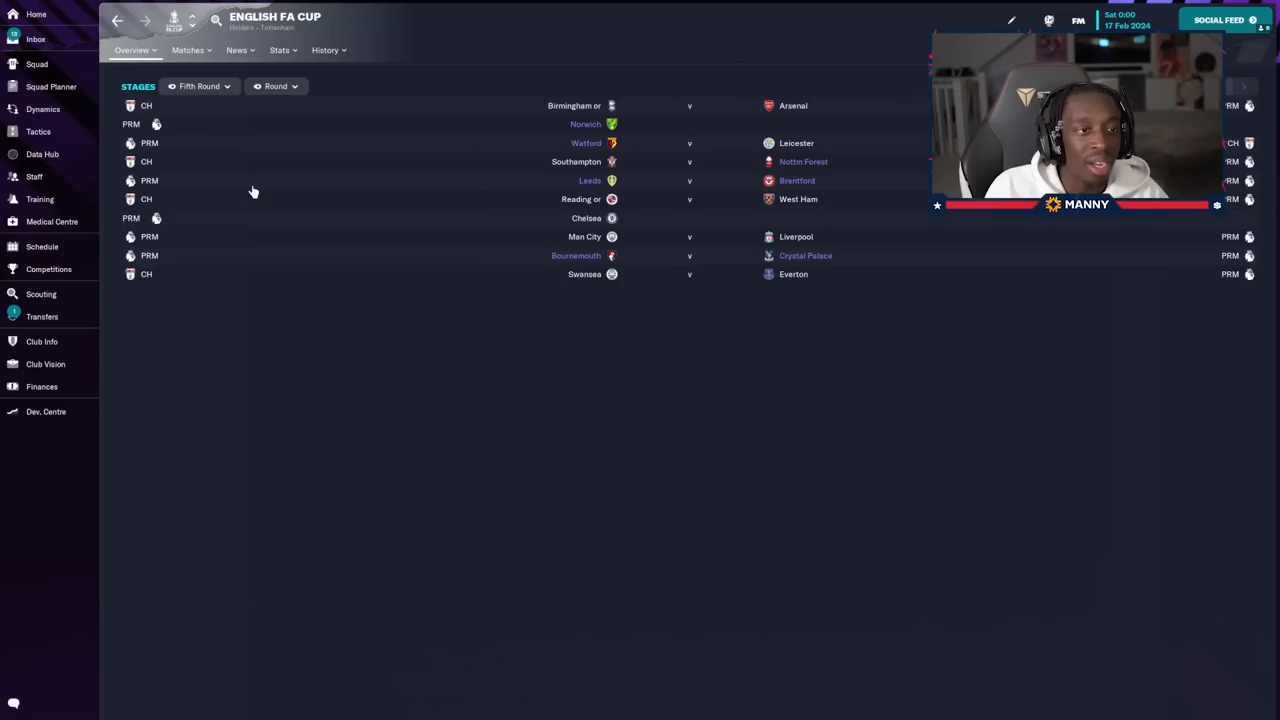 Home
ENGLISH FA CUP
Holders - Tottenham
FM
Sat 0:00
17 Feb 2024
SOCIAL FEED
6
13
Inbox
Overview
Matches
News
Stats
History
Squad
Squad Planner
STAGES
Fifth Round
Round
Dynamics
CH
Birmingham or
v
Arsenal
PRM
Norwich
Tactics
PRM
Watford
v
Leicester
CH
Data Hub
CH
Southampton
v
Nottm Forest
PRM
Staff
PRM
Leeds
v
Brentford
PRM
Training
CH
Reading or
v
West Ham
PRM
MANNY
Medical Centre
PRM
Chelsea
Schedule
PRM
Man City
v
Liverpool
PRM
Competitions
PRM
Bournemouth
v
Crystal Palace
PRM
CH
Swansea
v
Everton
PRM
Scouting
1
Transfers
Club Info
Club Vision
Finances
Dev. Centre